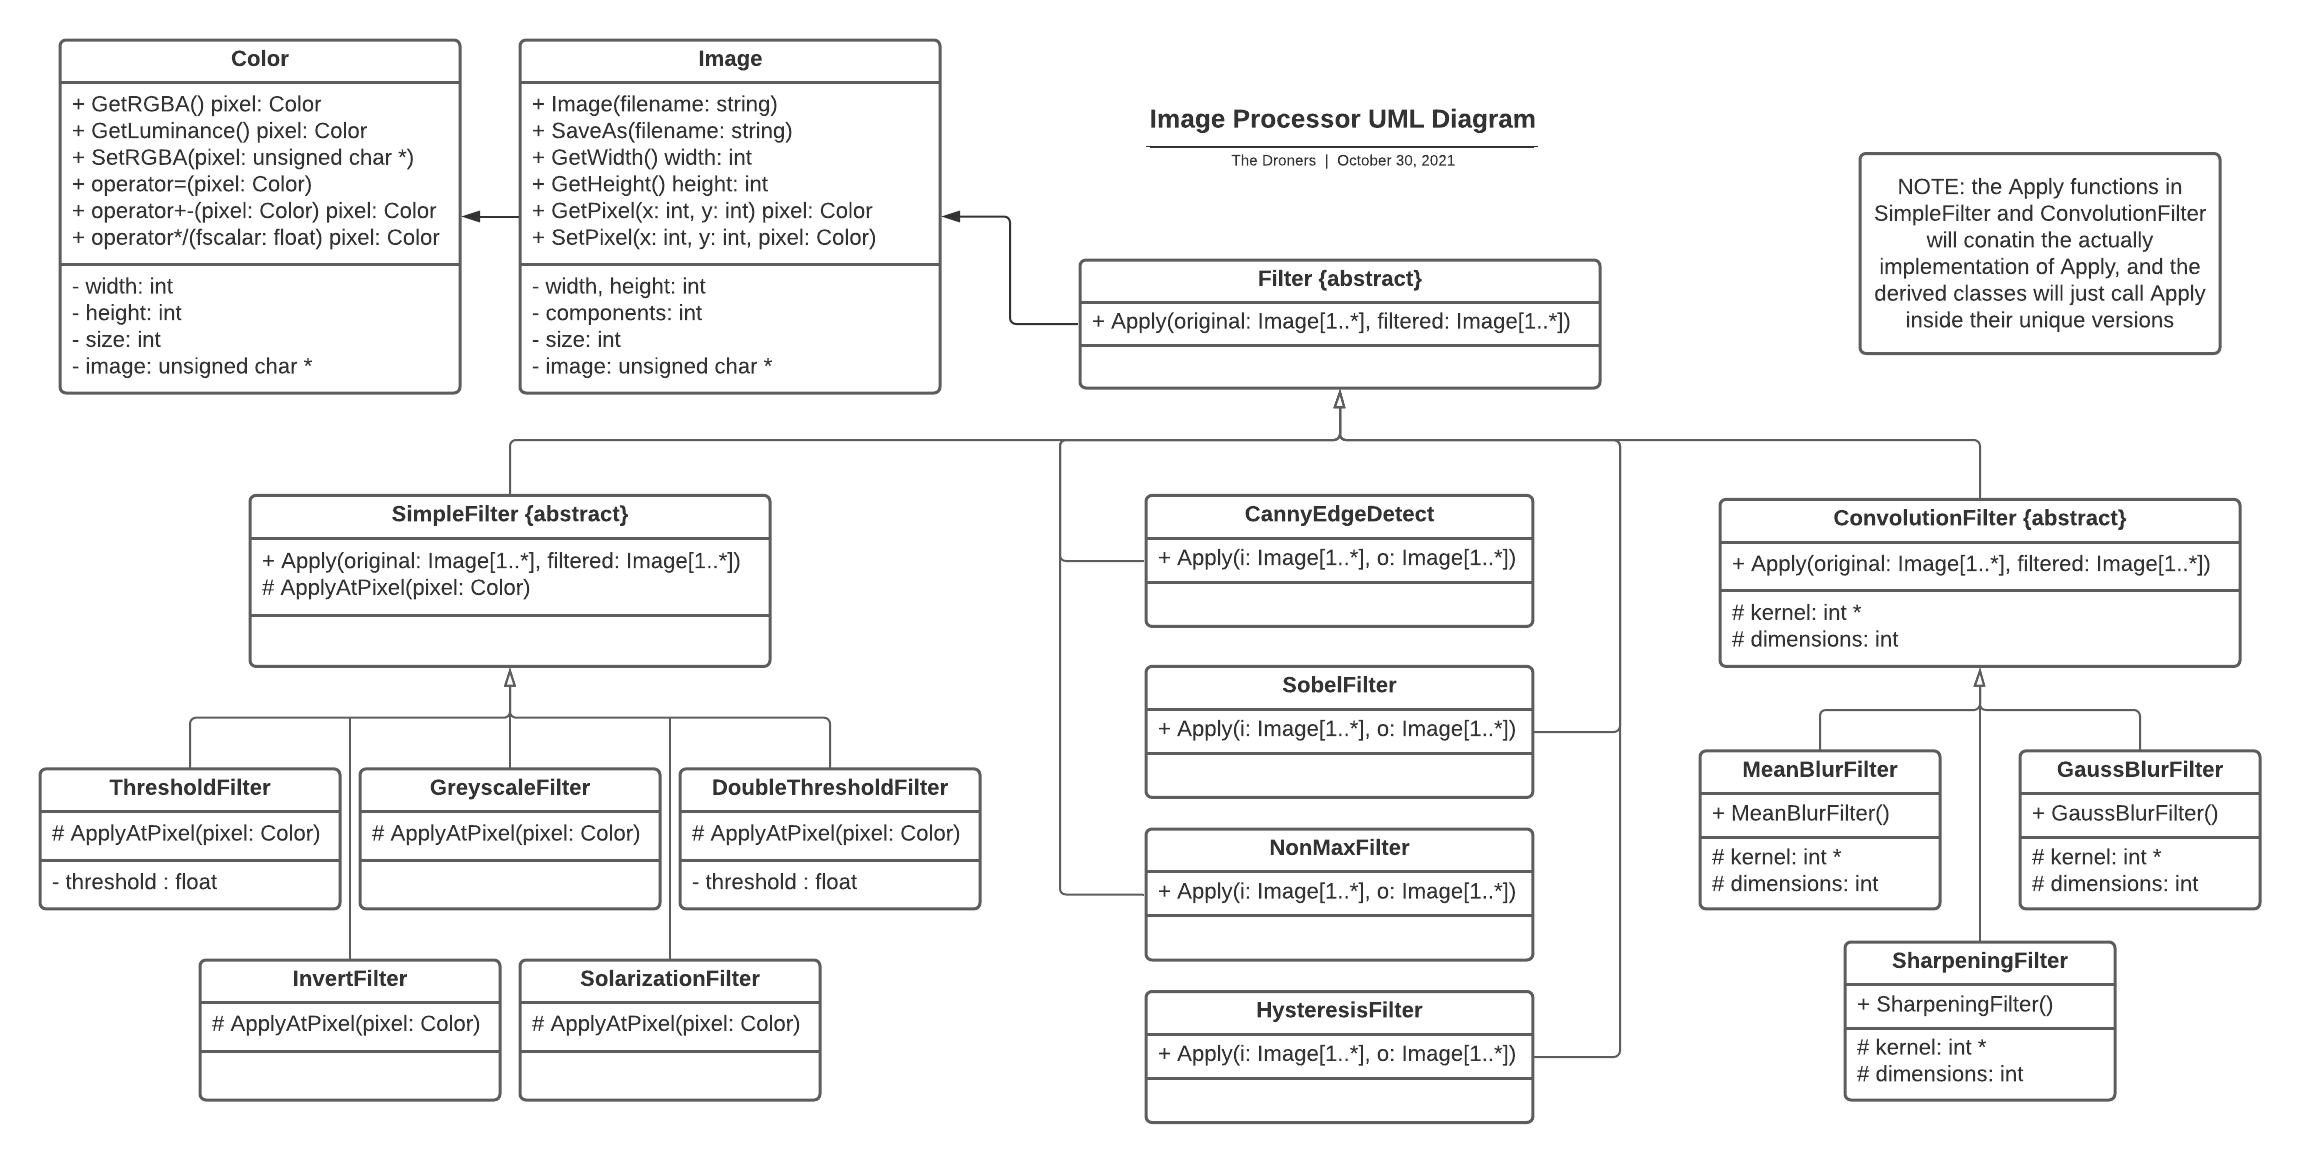 Color
+ GetRGBA() pixel: Color
+ GetLuminance() pixel: Color
+ SetRGBA(pixel: unsigned char *)
+ operator=(pixel: Color)
+ operator+-(pixel: Color) pixel: Color
+ operator*/(fscalar: float) pixel: Color
- width: int
- height: int
- size: int
- image: unsigned char *
Image
+ Image(filename: string)
+ SaveAs(filename: string)
+ GetWidth() width: int
+ GetHeight() height: int
+ GetPixel(x: int, y: int) pixel: Color
+ SetPixel(x: int, y: int, pixel: Color)
- width, height: int
- components: int
- size: int
- image: unsigned char *
Image Processor UML Diagram
The Droners | October 30, 2021
NOTE: the Apply functions in
SimpleFilter and ConvolutionFilter
will conatin the actually
implementation of Apply, and the
derived classes will just call Apply
inside their unique versions
Filter {abstract}
+ Apply(original: Image[1..*], filtered: Image[1..*])
SimpleFilter {abstract}
+ Apply(original: Image[1..*], filtered: Image[1..*])
# ApplyAtPixel(pixel: Color)
CannyEdgeDetect
+ Apply(i: Image[1..*], o: Image[1..*])
ConvolutionFilter {abstract}
+ Apply(original: Image[1..*], filtered: Image[1..*])
# kernel: int *
# dimensions: int
SobelFilter
+ Apply(i: Image[1..*], o: Image[1..*])
ThresholdFilter
# ApplyAtPixel(pixel: Color)
- threshold : float
GreyscaleFilter
# ApplyAtPixel(pixel: Color)
DoubleThresholdFilter
# ApplyAtPixel(pixel: Color)
- threshold : float
NonMaxFilter
+ Apply(i: Image[1..*], o: Image[1..*])
MeanBlurFilter
+ MeanBlurFilter()
# kernel: int *
# dimensions: int
GaussBlurFilter
+ GaussBlurFilter()
# kernel: int *
# dimensions: int
InvertFilter
# ApplyAtPixel(pixel: Color)
SolarizationFilter
# ApplyAtPixel(pixel: Color)
HysteresisFilter
+ Apply(i: Image[1..*], o: Image[1..*])
SharpeningFilter
+ SharpeningFilter()
# kernel: int *
# dimensions: int